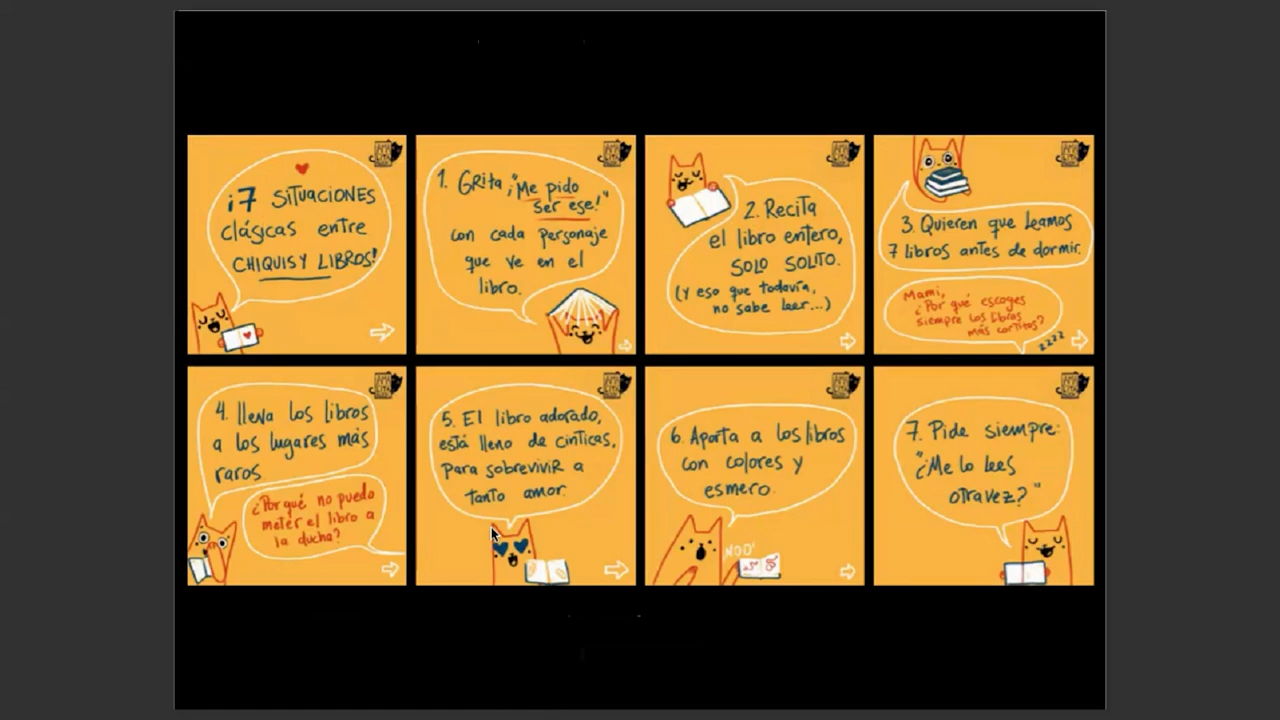 ¡7 SITUACIONES
clásicas entre
CHIQUIS Y LIBROS!
1. GRita "¡Me pido
ser ese!"
con cada personaje
que ve en el
libro.
2. Recita
el libro entero,
SOLO SOLITO.
(y eso que todavía,
no sabe leer...)
3. Quieren que leamos
7 libros antes de dormir.
Mami,
¿Por qué escoges
siempre los libros
más cortitos?
zzzz
4. lleva los libros
a los lugares más
raros
¿Por qué no puedo
meter el libro a
la ducha?
5. El libro adorado,
está lleno de cinticas,
para sobrevivir a
tanto amor.
6. Aporta a los libros
con colores y
esmero.
NOO'
7. Pide siempre:
"¿Me lo lees
otra vez?"